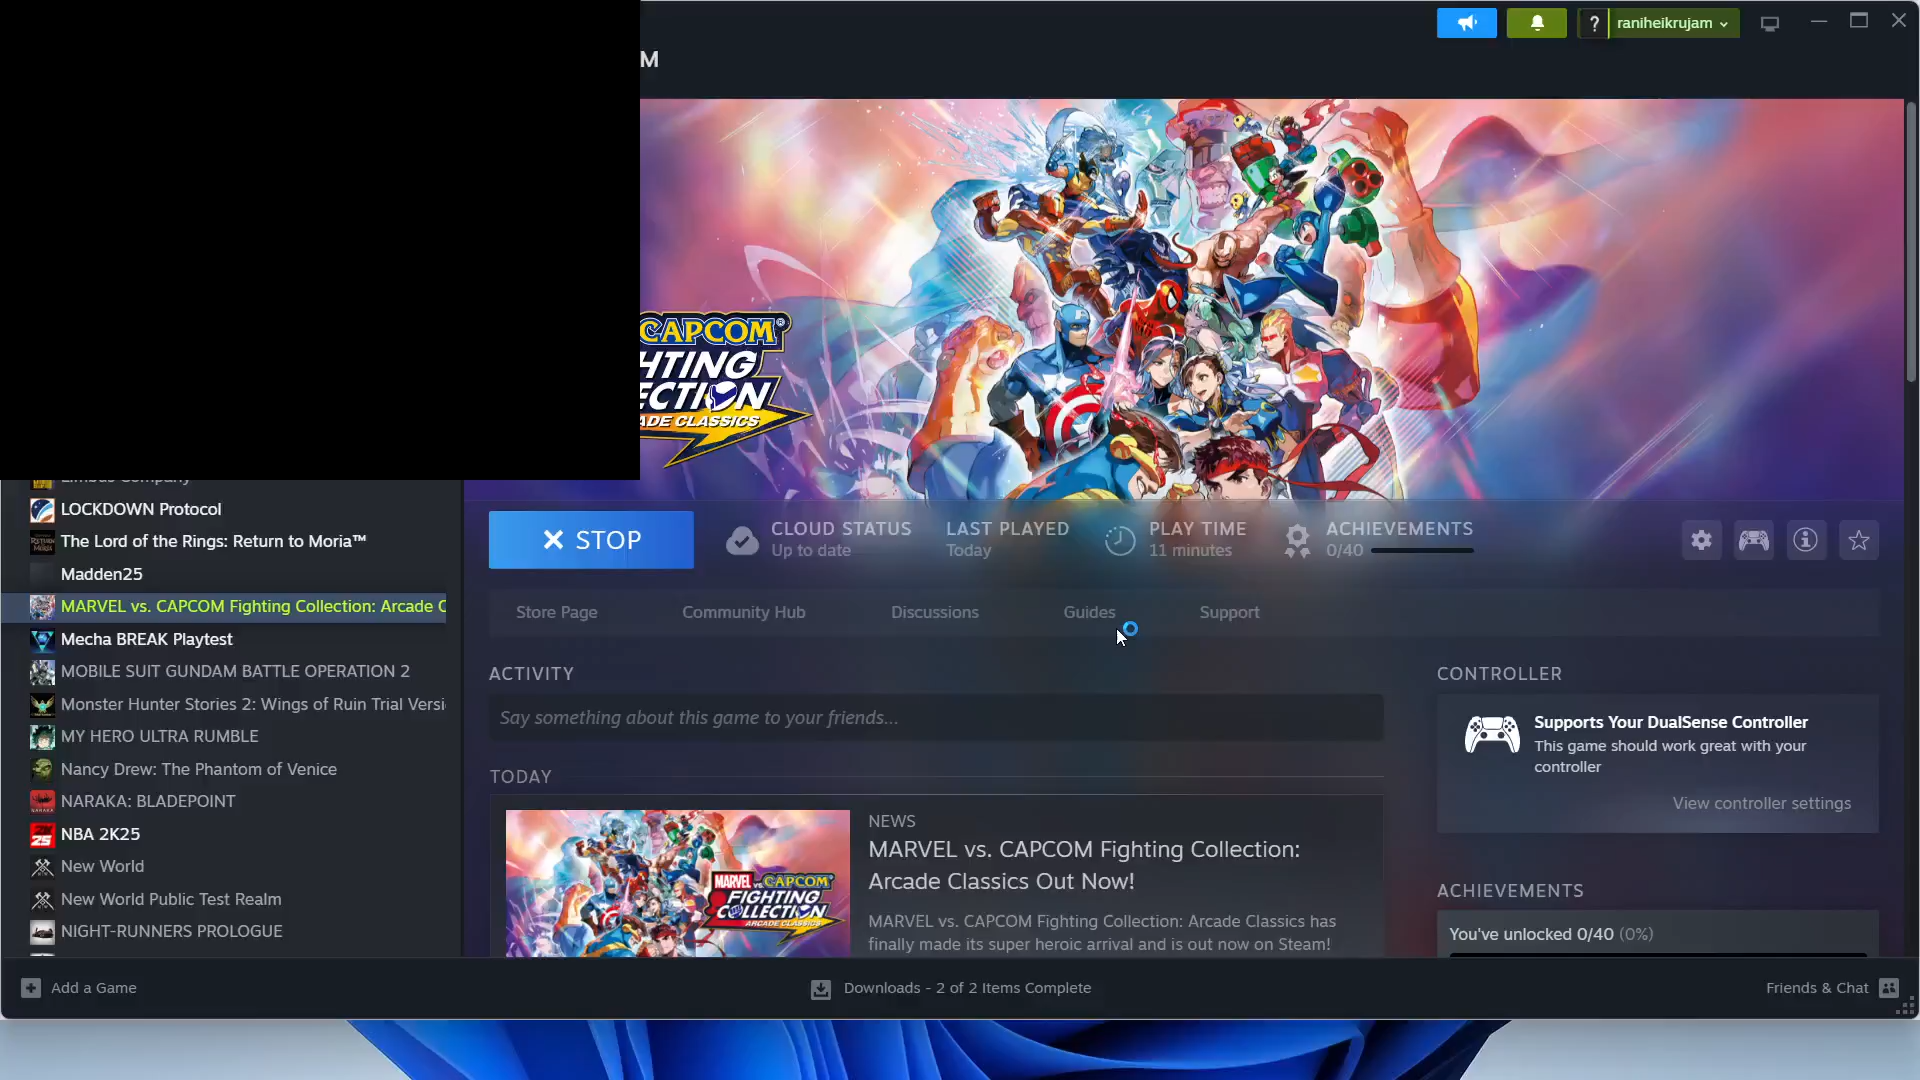 ? raniheikrujam
M
CAPCOM
HTING
ECTION
ADE CLASSICS
LOCKDOWN Protocol
The Lord of the Rings: Return to Moria™
Madden25
MARVEL vs. CAPCOM Fighting Collection: Arcade C
Mecha BREAK Playtest
MOBILE SUIT GUNDAM BATTLE OPERATION 2
Monster Hunter Stories 2: Wings of Ruin Trial Versi
MY HERO ULTRA RUMBLE
Nancy Drew: The Phantom of Venice
NARAKA: BLADEPOINT
NBA 2K25
New World
New World Public Test Realm
NIGHT-RUNNERS PROLOGUE
STOP
CLOUD STATUS
Up to date
LAST PLAYED
Today
PLAY TIME
11 minutes
ACHIEVEMENTS
0/40
Store Page Community Hub Discussions Guides Support
ACTIVITY
Say something about this game to your friends...
TODAY
MARVEL vs. CAPCOM
FIGHTING
COLLECTION
ARCADE CLASSICS
NEWS
MARVEL vs. CAPCOM Fighting Collection:
Arcade Classics Out Now!
MARVEL vs. CAPCOM Fighting Collection: Arcade Classics has
finally made its super heroic arrival and is out now on Steam!
CONTROLLER
Supports Your DualSense Controller
This game should work great with your
controller
View controller settings
ACHIEVEMENTS
You've unlocked 0/40 (0%)
Add a Game
Downloads - 2 of 2 Items Complete
Friends & Chat